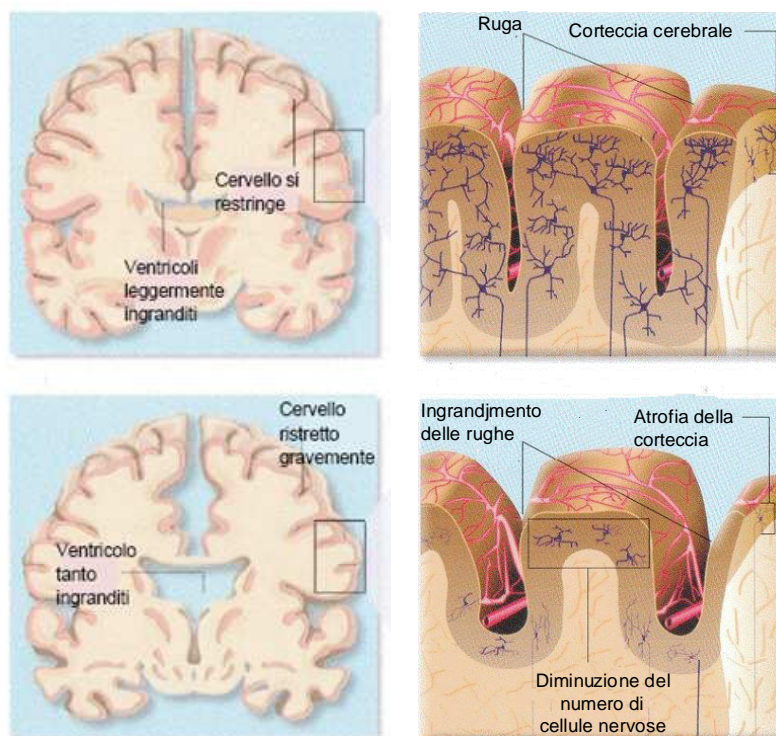 Cervello si
restringe
Ventricoli
leggermente
ingranditi
Ruga
Corteccia cerebrale
Cervello
ristretto
gravemente
Ventricolo
tanto
ingranditi
Ingrandjmento
delle rughe
Atrofia della
corteccia
Diminuzione del
numero di
cellule nervose